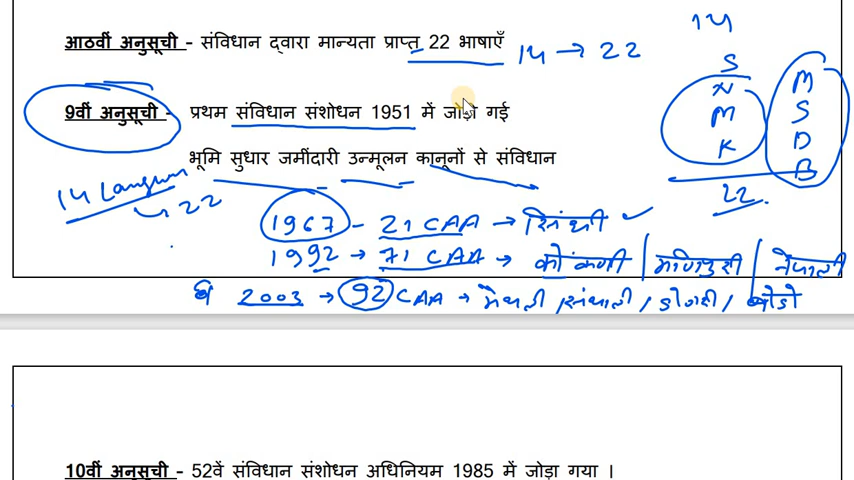 आठवीं अनुसूची - संविधान द्वारा मान्यता प्राप्त 22 भाषाएँ 14 → 22
14
S
N M
M S
K D
B
22
9वीं अनुसूची - प्रथम संविधान संशोधन 1951 में जोड़ी गई
भूमि सुधार जमींदारी उन्मूलन कानूनों से संविधान
14 Languages
→ 22
1967 - 21 CAA → सिंधी ✓
1992 → 71 CAA → कोंकणी / मणिपुरी / नेपाली
2003 → 92 CAA → मैथली / संथाली / डोगरी / बोडो
10वीं अनुसूची - 52वें संविधान संशोधन अधिनियम 1985 में जोड़ा गया ।